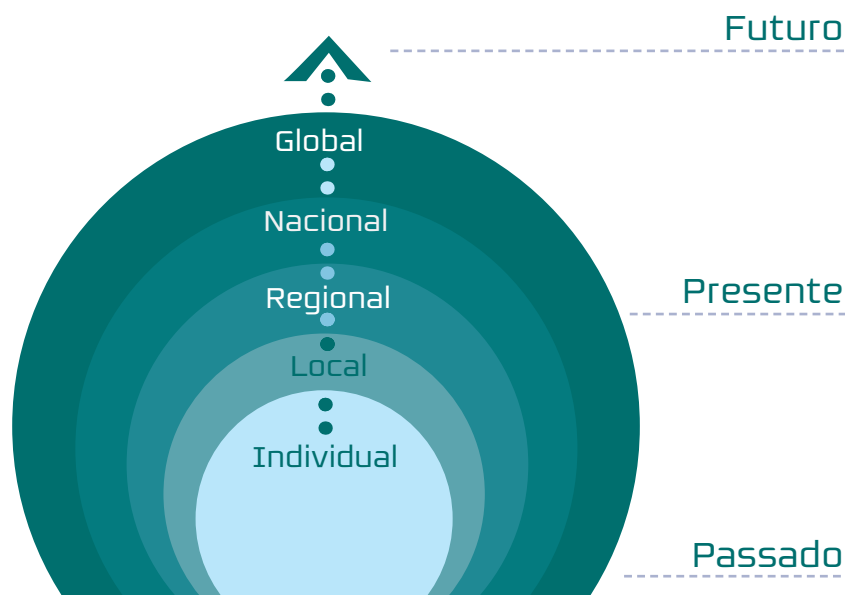 Futuro
Global
Nacional
Presente
Regional
Local
Individual
Passado